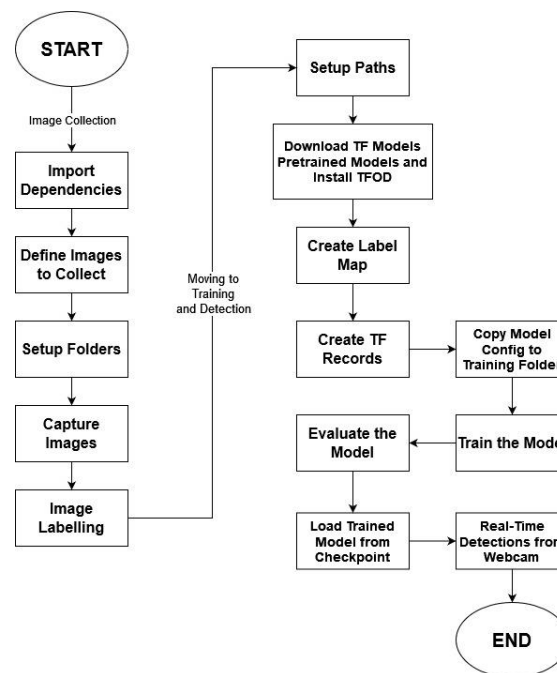 START
Image Collection
Import
Dependencies
Define Images
to Collect
Setup Folders
Capture
Images
Image
Labelling
Moving to
Training
and Detection
Setup Paths
Download TF Models
Pretrained Models and
Install TFOD
Create Label
Map
Create TF
Records
Copy Model
Config to
Training Folder
Train the Model
Evaluate the
Model
Load Trained
Model from
Checkpoint
Real-Time
Detections from
Webcam
END